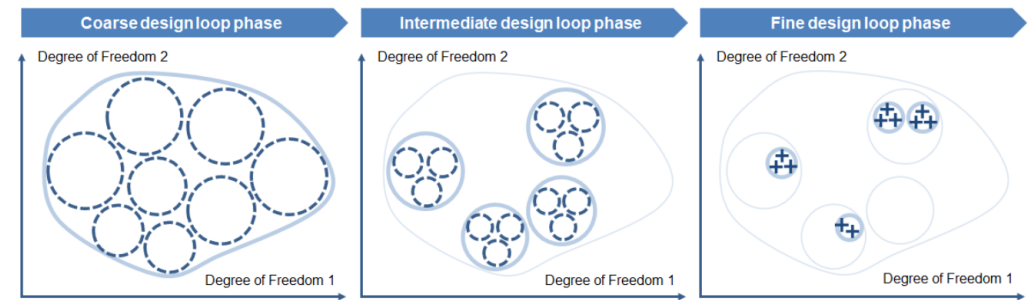 Coarse design loop phase
Intermediate design loop phase
Fine design loop phase
Degree of Freedom 2
Degree of Freedom 2
Degree of Freedom 2
Degree of Freedom 1
Degree of Freedom 1
Degree of Freedom 1